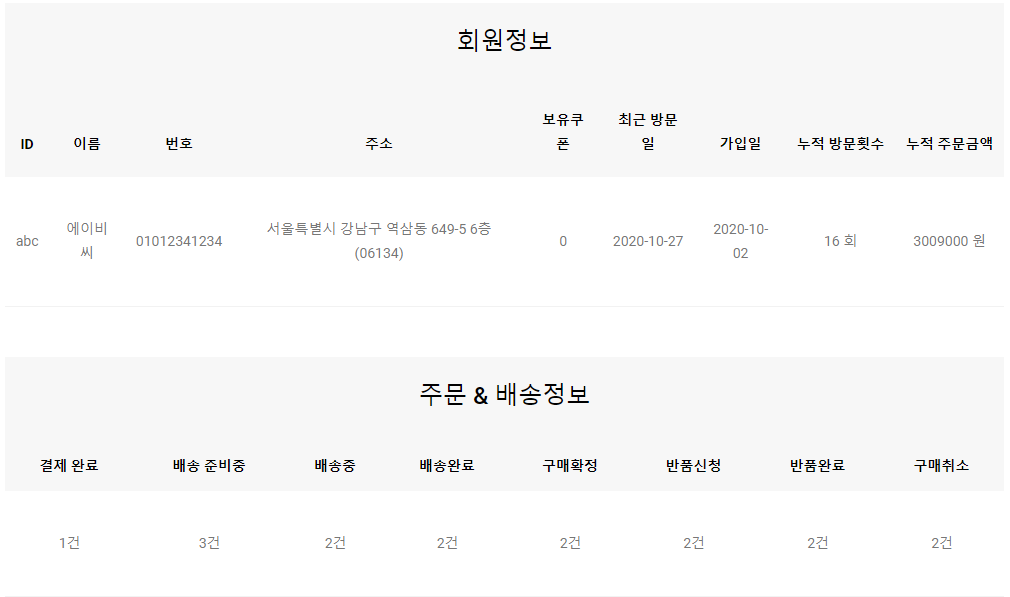 회원정보
ID 이름 번호 주소 보유쿠폰 최근 방문일 가입일 누적 방문횟수 누적 주문금액
abc 에이비씨 01012341234 서울특별시 강남구 역삼동 649-5 6층 (06134) 0 2020-10-27 2020-10-02 16 회 3009000 원
주문 & 배송정보
결제 완료 배송 준비중 배송중 배송완료 구매확정 반품신청 반품완료 구매취소
1건 3건 2건 2건 2건 2건 2건 2건